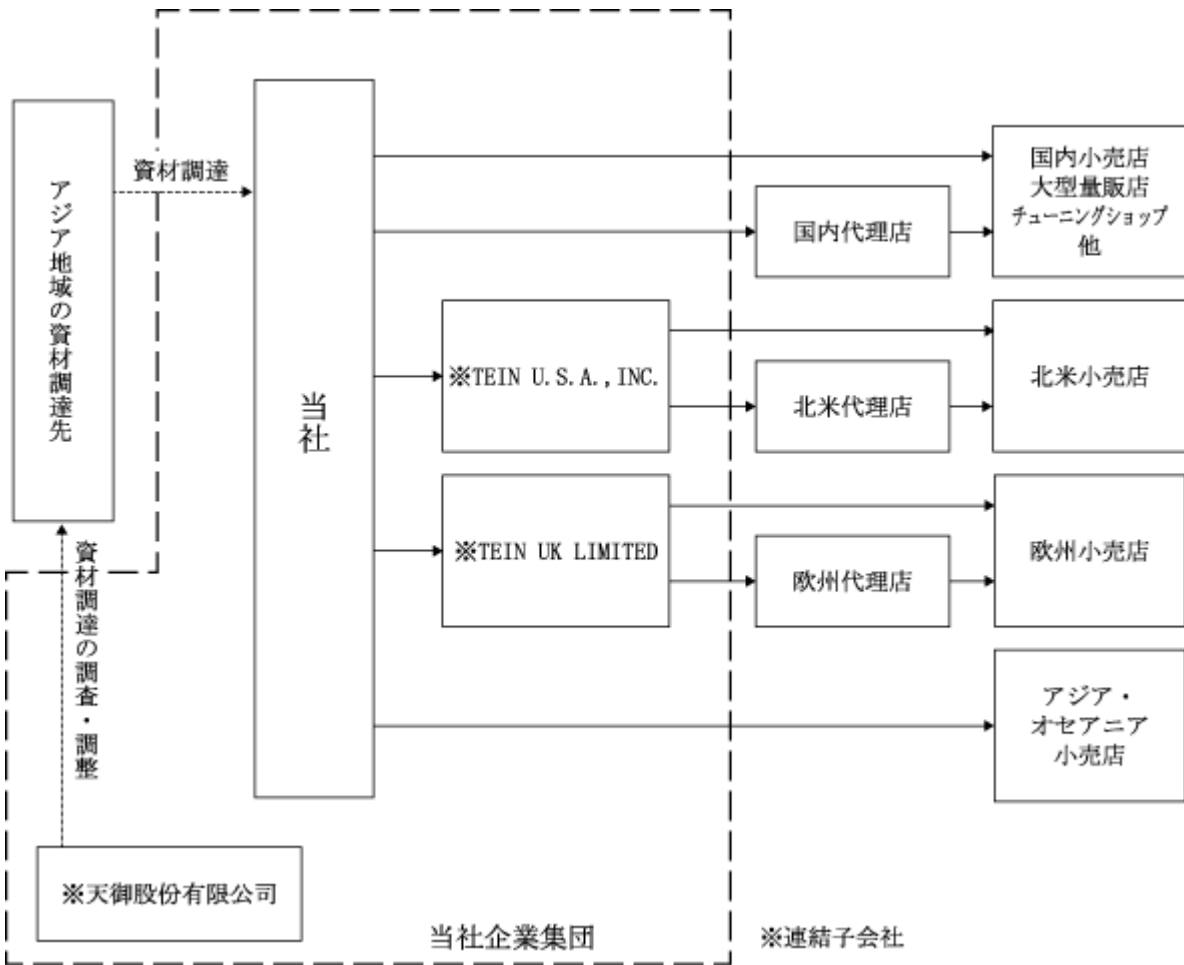 アジア地域の資材調達先
資材調達
当社
国内小売店
大型量販店
チューニングショップ
他
国内代理店
※TEIN U.S.A.,INC.
北米代理店
北米小売店
※TEIN UK LIMITED
欧州代理店
欧州小売店
アジア・
オセアニア
小売店
資材調達の調査・調整
※天御股份有限公司
当社企業集団
※連結子会社